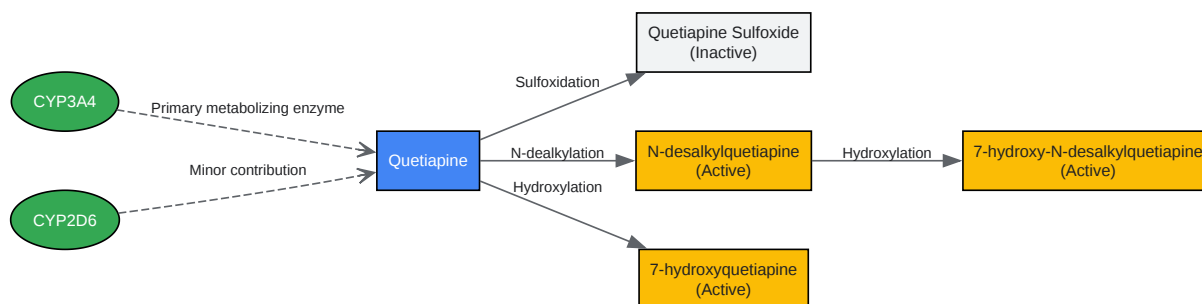 Quetiapine Sulfoxide
(Inactive)
Sulfoxidation
CYP3A4
Primary metabolizing enzyme
Quetiapine
N-dealkylation
N-desalkylquetiapine
(Active)
Hydroxylation
7-hydroxy-N-desalkylquetiapine
(Active)
Minor contribution
Hydroxylation
CYP2D6
7-hydroxyquetiapine
(Active)